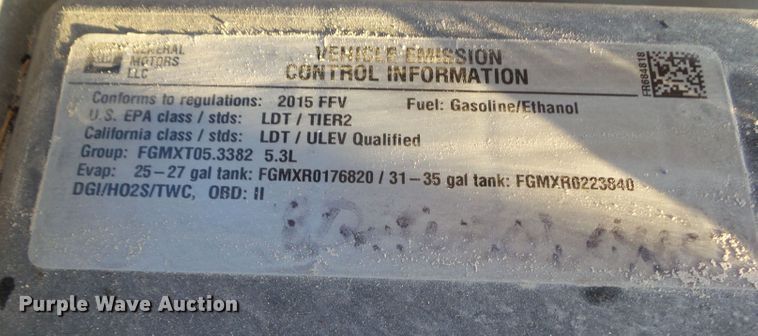 GM GENERAL MOTORS LLC
VEHICLE EMISSION
CONTROL INFORMATION
FR684818
Conforms to regulations: 2015 FFV Fuel: Gasoline/Ethanol
U.S. EPA class / stds: LDT / TIER2
California class / stds: LDT / ULEV Qualified
Group: FGMXT05.3382 5.3L
Evap: 25-27 gal tank: FGMXR0176820 / 31-35 gal tank: FGMXR0223840
DGI/HO2S/TWC, OBD: II
Purple Wave Auction